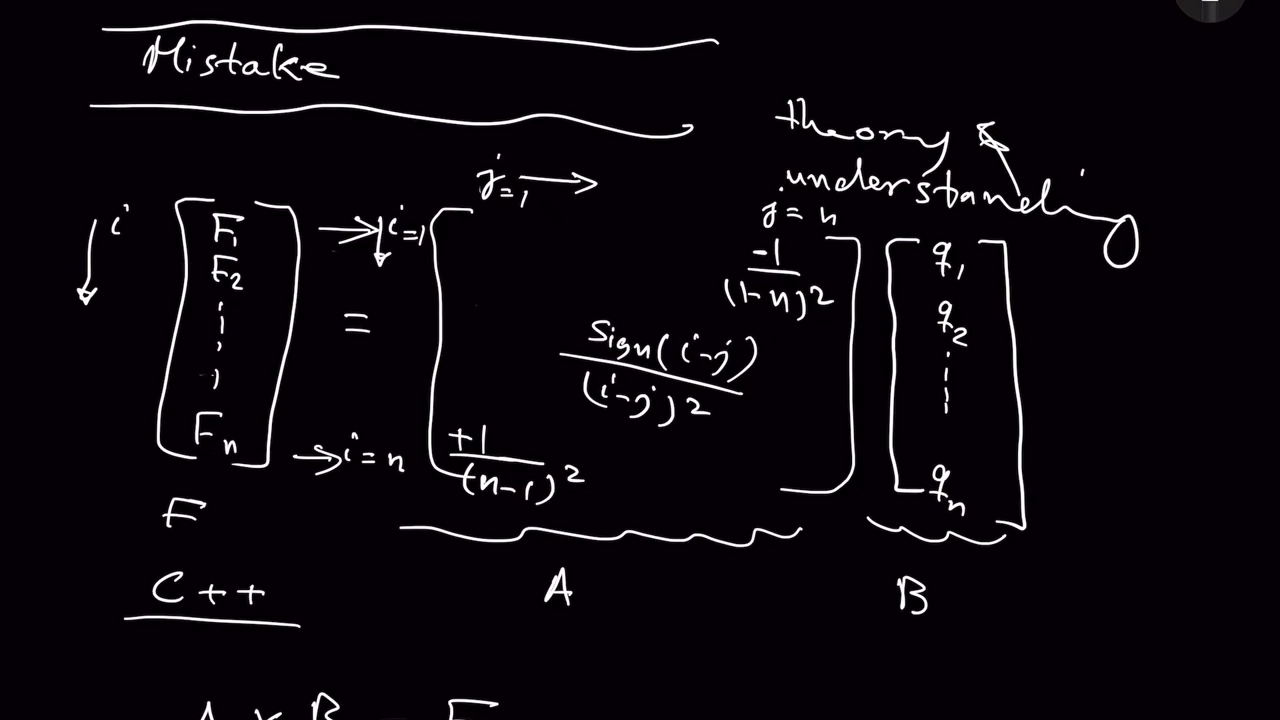 Mistake
theory &
understanding
j=1 →
j = n
i
[F1 F2 ⋮ Fn] =
→ i=1
→ i = n
-1/(1-n)²
Sign(i-j)/(i-j)²
+1/(n-1)²
[q1 q2 ⋮ qn]
F
A
B
C++
A × B = F